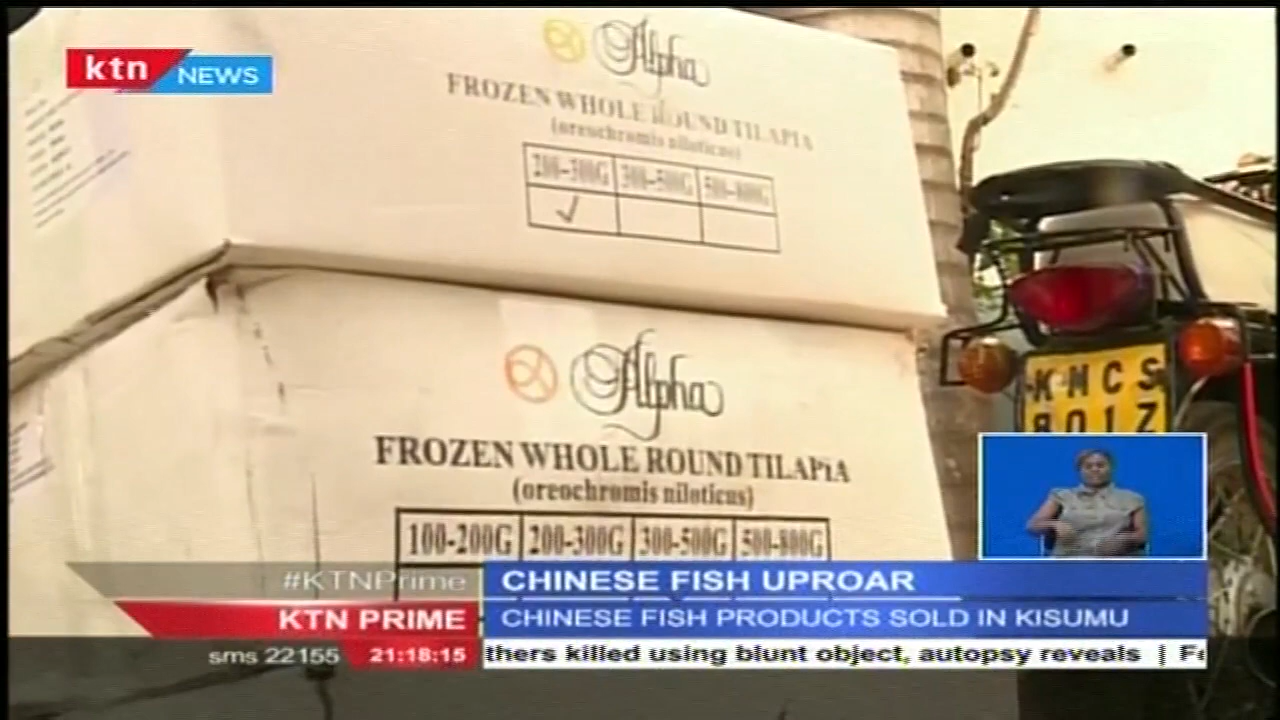 ktn NEWS
Alpha
FROZEN WHOLE ROUND TILAPIA
(oreochromis niloticus)
200-300G 300-500G 500-800G
Alpha
FROZEN WHOLE ROUND TILAPiA
(oreochromis niloticus)
100-200G 200-300G 300-500G 500-800G
KMCS
801Z
#KTNPrime
CHINESE FISH UPROAR
KTN PRIME
CHINESE FISH PRODUCTS SOLD IN KISUMU
sms 22155 21:18:15
thers killed using blunt object, autopsy reveals | Fe